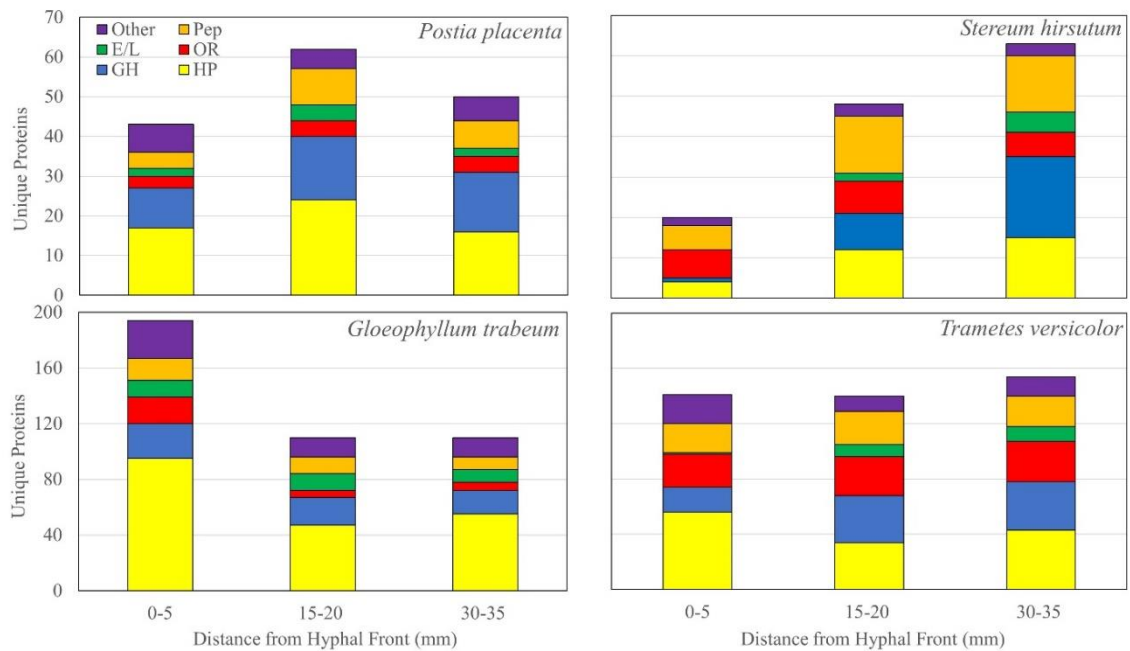 Postia placenta
Other Pep
E/L OR
GH HP
70
60
50
40
30
20
10
0
Unique Proteins
Stereum hirsutum
Gloeophyllum trabeum
200
160
120
80
40
0
Unique Proteins
0-5 15-20 30-35
Distance from Hyphal Front (mm)
Trametes versicolor
0-5 15-20 30-35
Distance from Hyphal Front (mm)